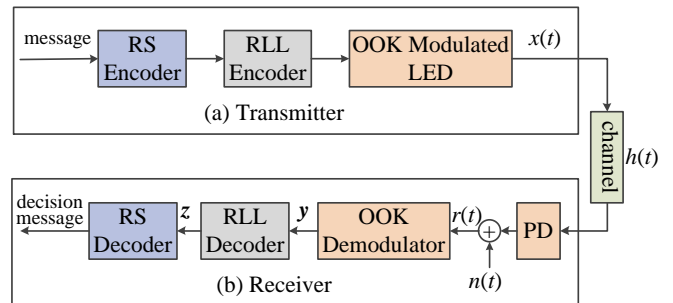 message
RS
Encoder
RLL
Encoder
OOK Modulated
LED
x(t)
(a) Transmitter
channel
h(t)
decision
message
RS
Decoder
z
RLL
Decoder
y
OOK
Demodulator
r(t)
+
PD
n(t)
(b) Receiver